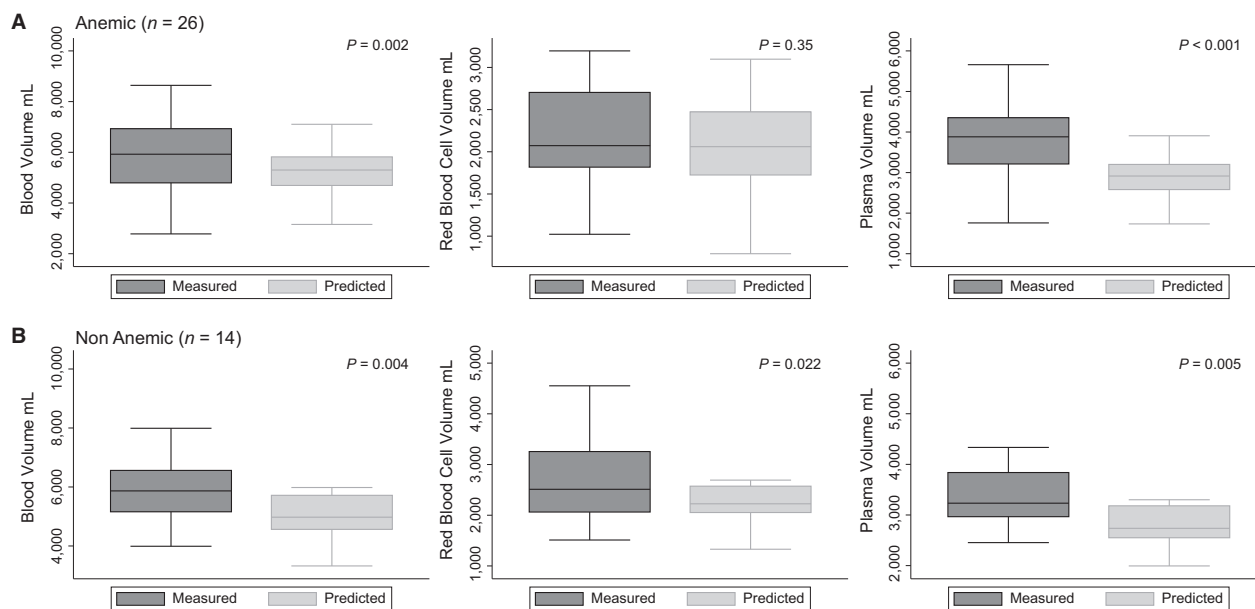 A Anemic (n = 26)
P = 0.002
Blood Volume mL
10,000
8,000
6,000
4,000
2,000
Measured Predicted
P = 0.35
Red Blood Cell Volume mL
3,000
2,500
2,000
1,500
1,000
Measured Predicted
P < 0.001
Plasma Volume mL
6,000
5,000
4,000
3,000
2,000
1,000
Measured Predicted
B Non Anemic (n = 14)
P = 0.004
Blood Volume mL
10,000
8,000
6,000
4,000
Measured Predicted
P = 0.022
Red Blood Cell Volume mL
5,000
4,000
3,000
2,000
1,000
Measured Predicted
P = 0.005
Plasma Volume mL
6,000
5,000
4,000
3,000
2,000
Measured Predicted